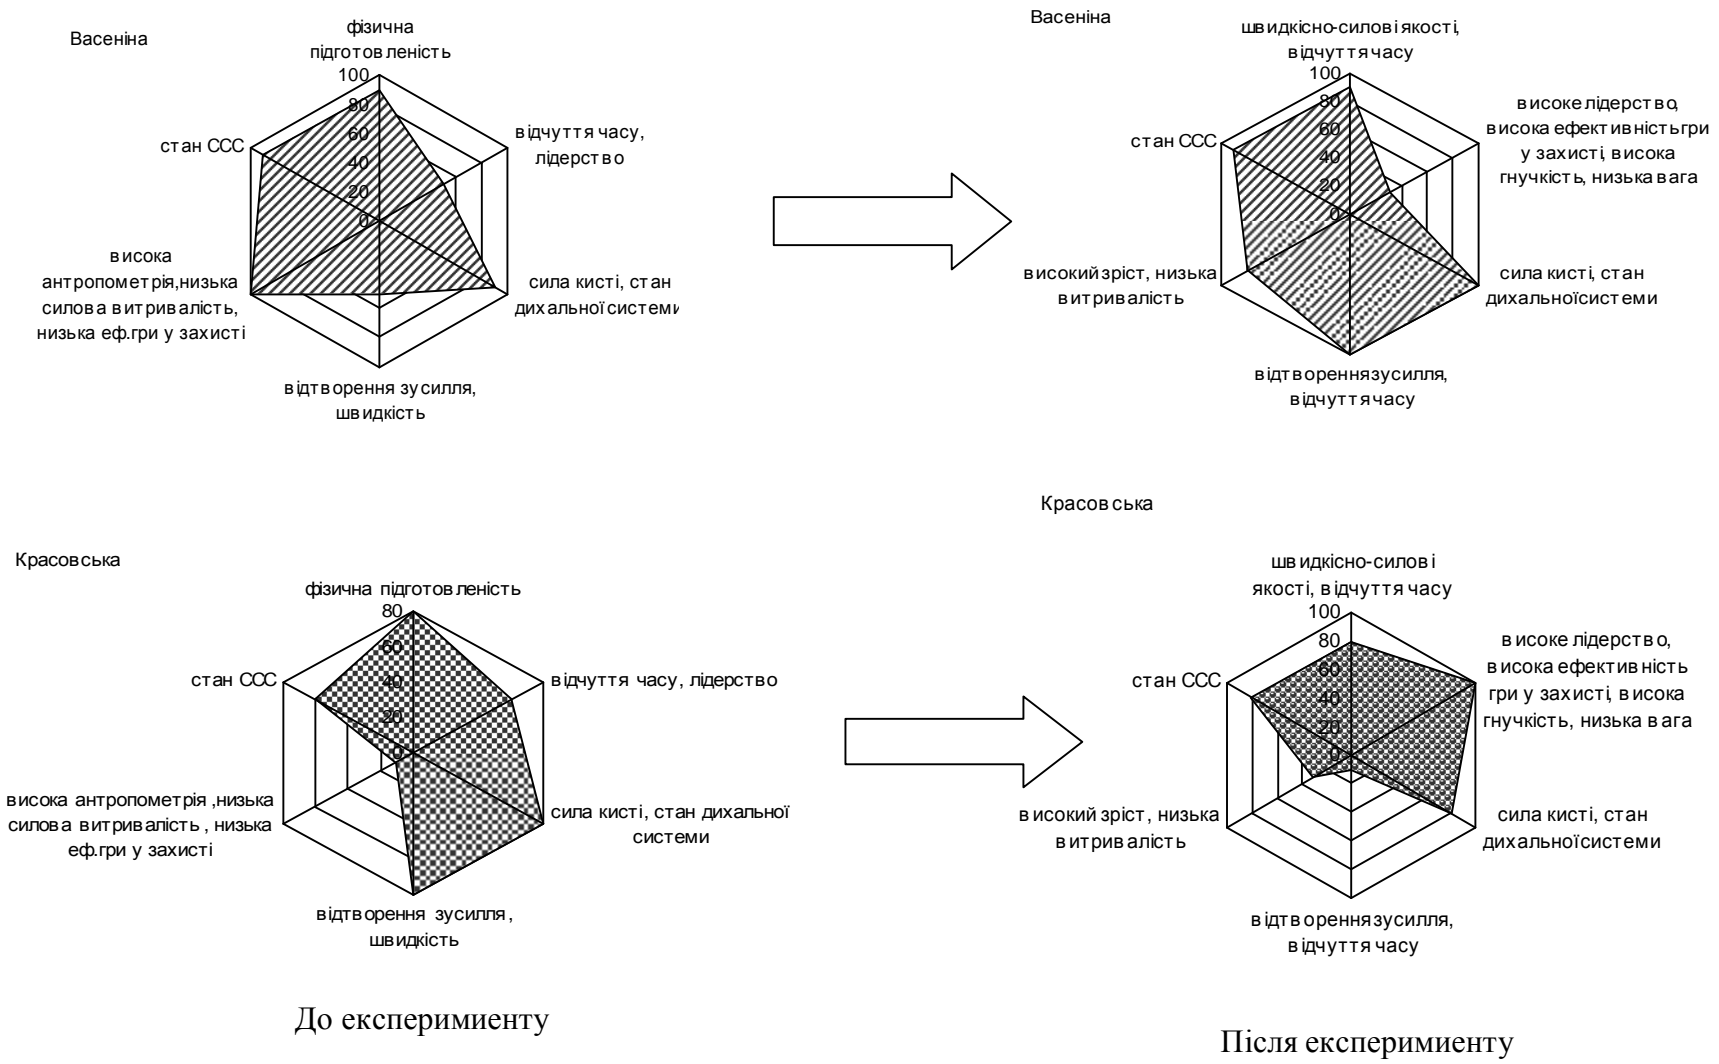 Васеніна
фізична
підготовленість
100
80
60
40
20
0
відчуття часу,
лідерство
сила кисті, стан
дихальної системи
відтворення зусилля,
швидкість
висока
антропометрія,низька
силова витривалість,
низька еф.гри у захисті
стан ССС
Васеніна
швидкісно-силові якості,
відчуття часу
100
80
60
40
20
0
високе лідерство,
висока ефективність гри
у захисті, висока
гнучкість, низька вага
сила кисті, стан
дихальної системи
відтворення зусилля,
відчуття часу
високий зріст, низька
витривалість
стан ССС
Красовська
фізична підготовленість
80
60
40
20
0
відчуття часу, лідерство
сила кисті, стан дихальної
системи
відтворення зусилля,
швидкість
висока антропометрія ,низька
силова витривалість , низька
еф.гри у захисті
стан ССС
Красовська
швидкісно-силові
якості, відчуття часу
100
80
60
40
20
0
високе лідерство,
висока ефективність
гри у захисті, висока
гнучкість, низька вага
сила кисті, стан
дихальної системи
відтворення зусилля,
відчуття часу
високий зріст, низька
витривалість
стан ССС
До експеримиенту
Після експеримиенту